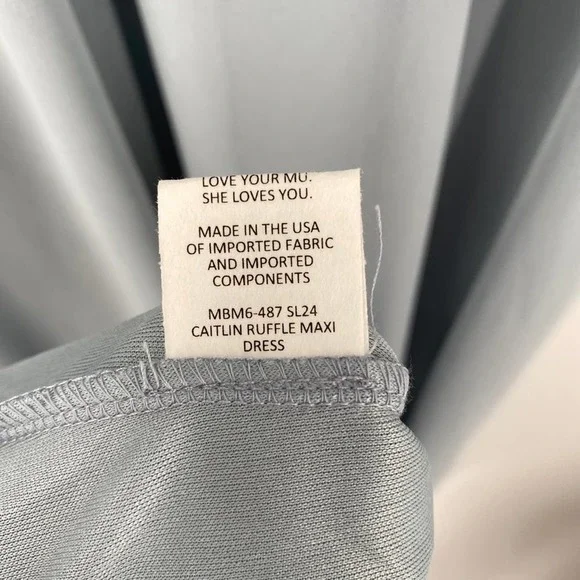 LOVE YOUR MU.
SHE LOVES YOU.
MADE IN THE USA
OF IMPORTED FABRIC
AND IMPORTED
COMPONENTS
MBM6-487 SL24
CAITLIN RUFFLE MAXI
DRESS